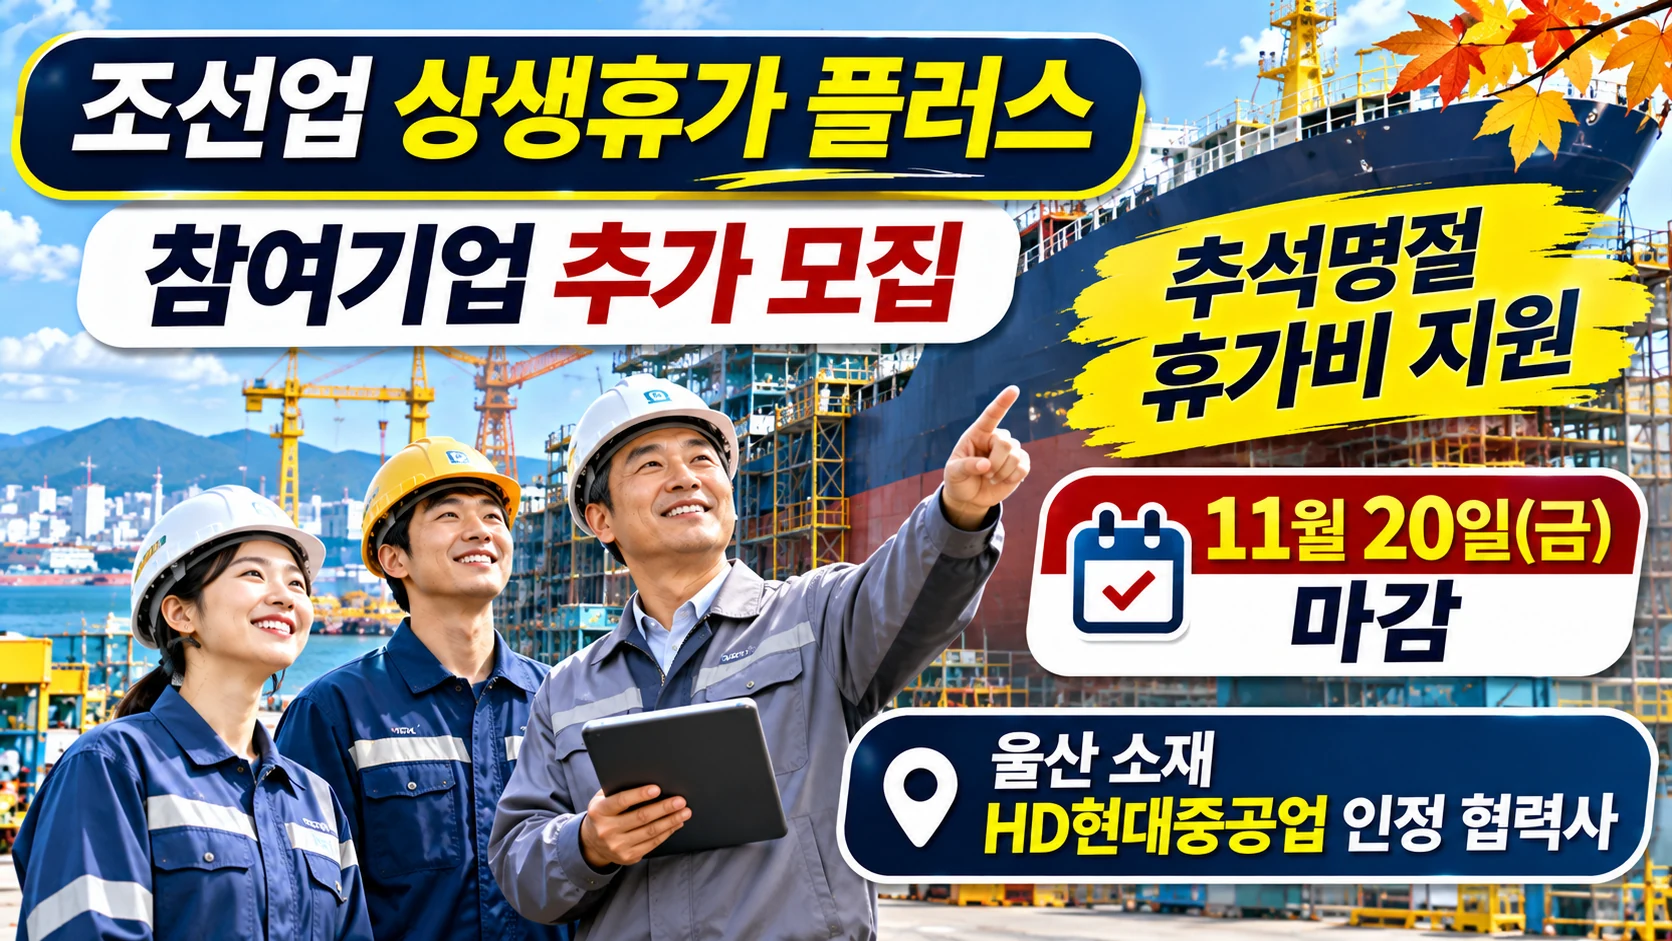 조선업 상생휴가 플러스
참여기업 추가 모집
추석명절
휴가비 지원
11월 20일(금)
마감
울산 소재
HD현대중공업 인정 협력사